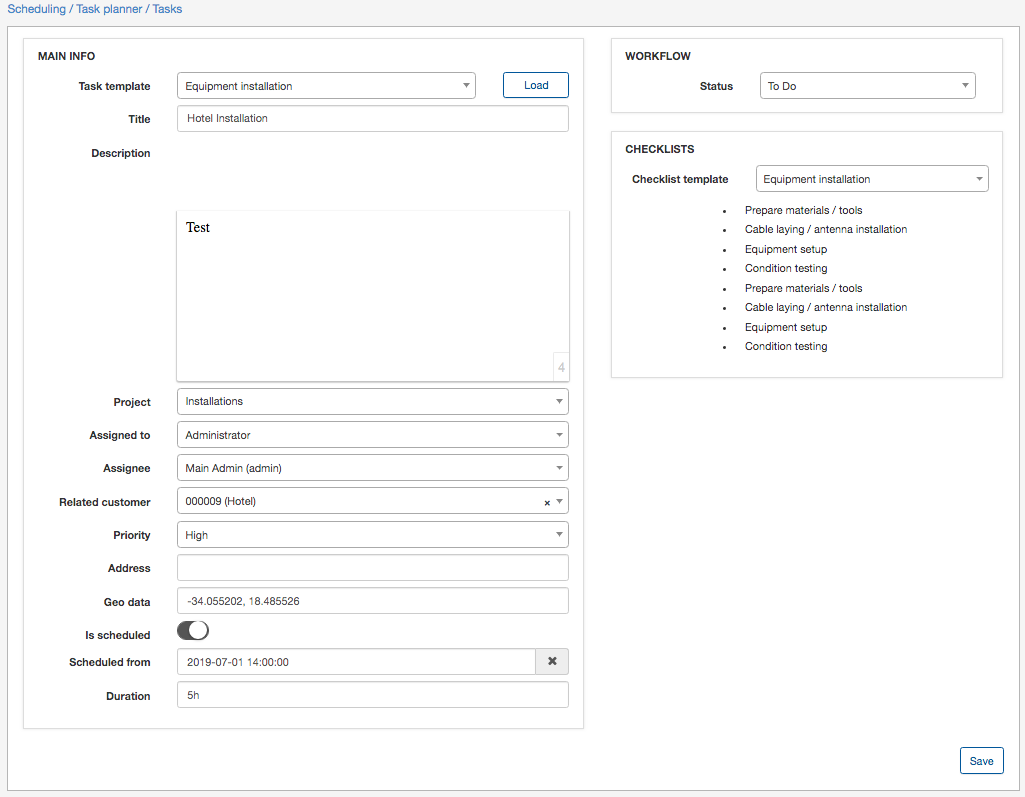 Scheduling / Task planner / Tasks
MAIN INFO
Task template
Equipment installation
Load
Title
Hotel Installation
Description
Test
4
Project
Installations
Assigned to
Administrator
Assignee
Main Admin (admin)
Related customer
000009 (Hotel)
×
Priority
High
Address
Geo data
-34.055202, 18.485526
Is scheduled
Scheduled from
2019-07-01 14:00:00
Duration
5h
WORKFLOW
Status
To Do
CHECKLISTS
Checklist template
Equipment installation
• Prepare materials / tools
• Cable laying / antenna installation
• Equipment setup
• Condition testing
• Prepare materials / tools
• Cable laying / antenna installation
• Equipment setup
• Condition testing
Save